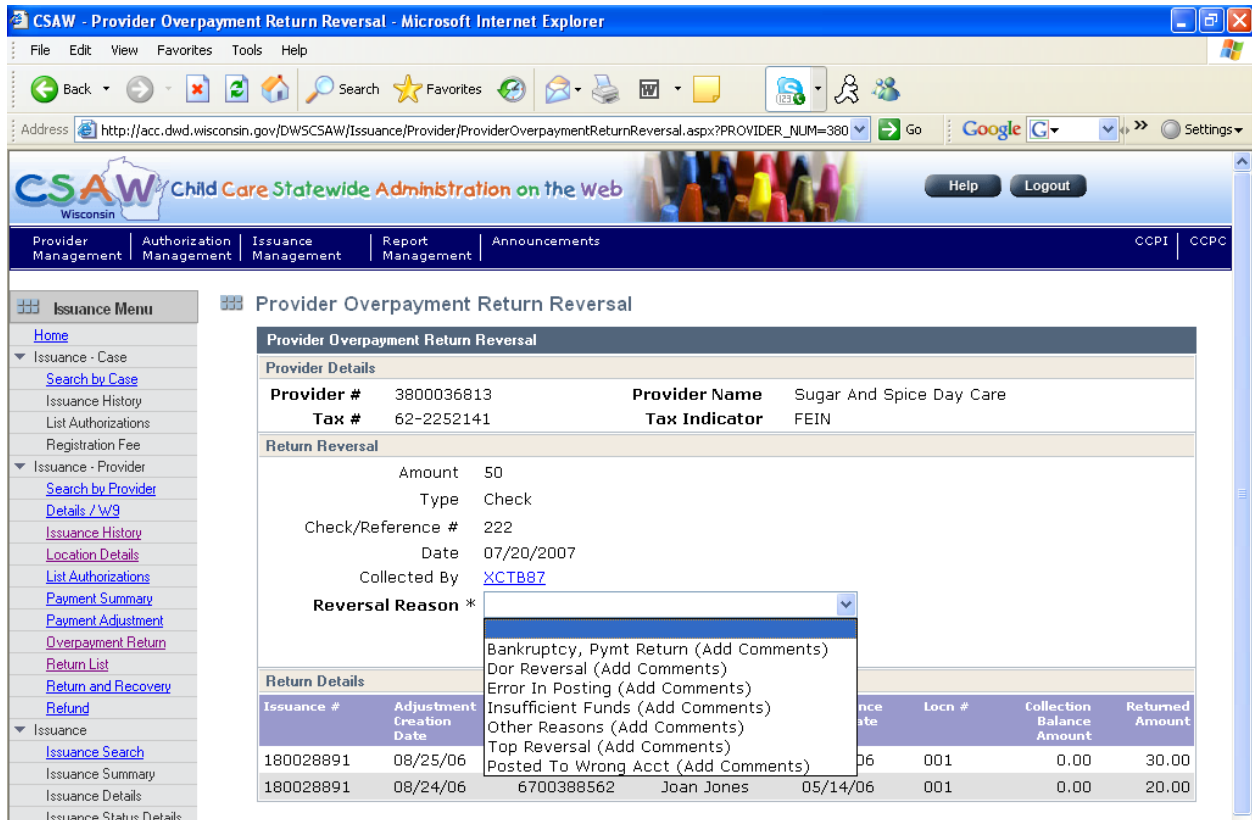 CSAW - Provider Overpayment Return Reversal - Microsoft Internet Explorer
File Edit View Favorites Tools Help
Back Search Favorites
Address http://acc.dwd.wisconsin.gov/DWSCSAW/Issuance/Provider/ProviderOverpaymentReturnReversal.aspx?PROVIDER_NUM=380 Go Google G Settings
CSAW Child Care Statewide Administration on the Web Help Logout
Wisconsin
Provider Management Authorization Management Issuance Management Report Management Announcements CCPI CCPC
Issuance Menu
Home
Issuance - Case
Search by Case
Issuance History
List Authorizations
Registration Fee
Issuance - Provider
Search by Provider
Details / W9
Issuance History
Location Details
List Authorizations
Payment Summary
Payment Adjustment
Overpayment Return
Return List
Return and Recovery
Refund
Issuance
Issuance Search
Issuance Summary
Issuance Details
Issuance Status Details
Provider Overpayment Return Reversal
Provider Overpayment Return Reversal
Provider Details
Provider # 3800036813 Provider Name Sugar And Spice Day Care
Tax # 62-2252141 Tax Indicator FEIN
Return Reversal
Amount 50
Type Check
Check/Reference # 222
Date 07/20/2007
Collected By XCTB87
Reversal Reason *
Bankruptcy, Pymt Return (Add Comments)
Dor Reversal (Add Comments)
Error In Posting (Add Comments)
Insufficient Funds (Add Comments)
Other Reasons (Add Comments)
Top Reversal (Add Comments)
Posted To Wrong Acct (Add Comments)
Return Details
Issuance # Adjustment Creation Date Locn # Collection Balance Amount Returned Amount
180028891 08/25/06 06 001 0.00 30.00
180028891 08/24/06 6700388562 Joan Jones 05/14/06 001 0.00 20.00